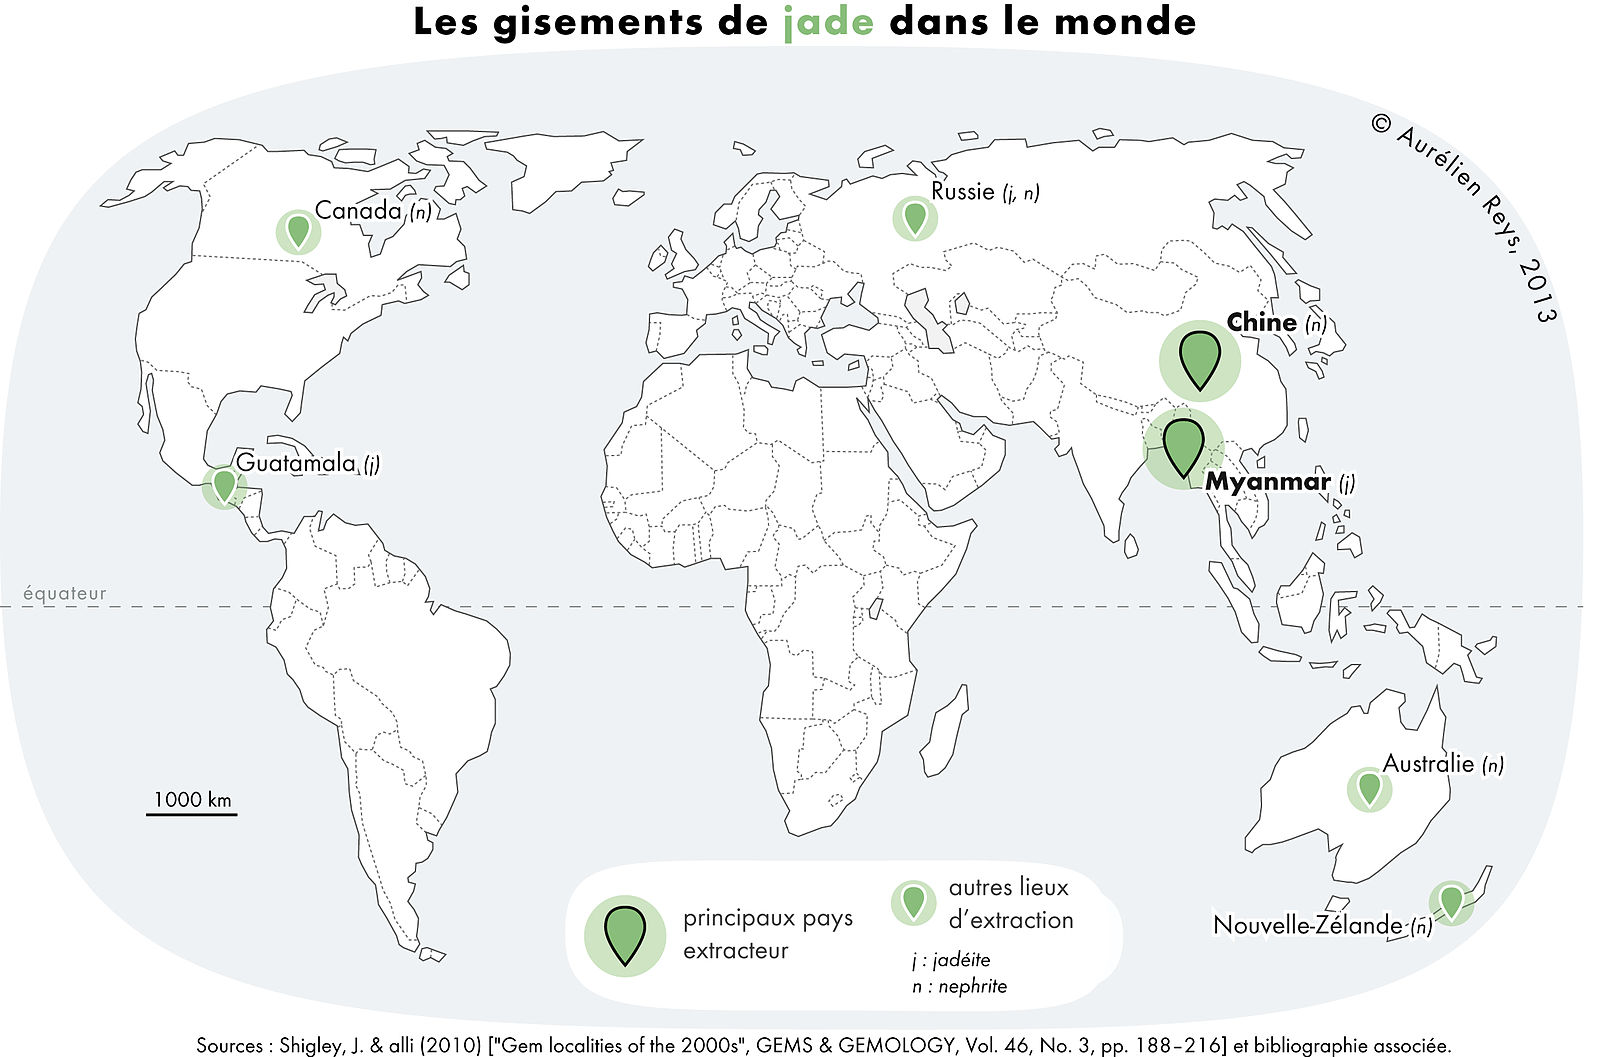 Les gisements de jade dans le monde
© Aurélien Reys, 2013
Canada (n)
Russie (j, n)
Chine (n)
Guatamala (j)
Myanmar (j)
équateur
Australie (n)
1000 km
Nouvelle-Zélande (n)
principaux pays
extracteur
autres lieux
d'extraction
j : jadéite
n : nephrite
Sources : Shigley, J. & alli (2010) ["Gem localities of the 2000s", GEMS & GEMOLOGY, Vol. 46, No. 3, pp. 188-216] et bibliographie associée.